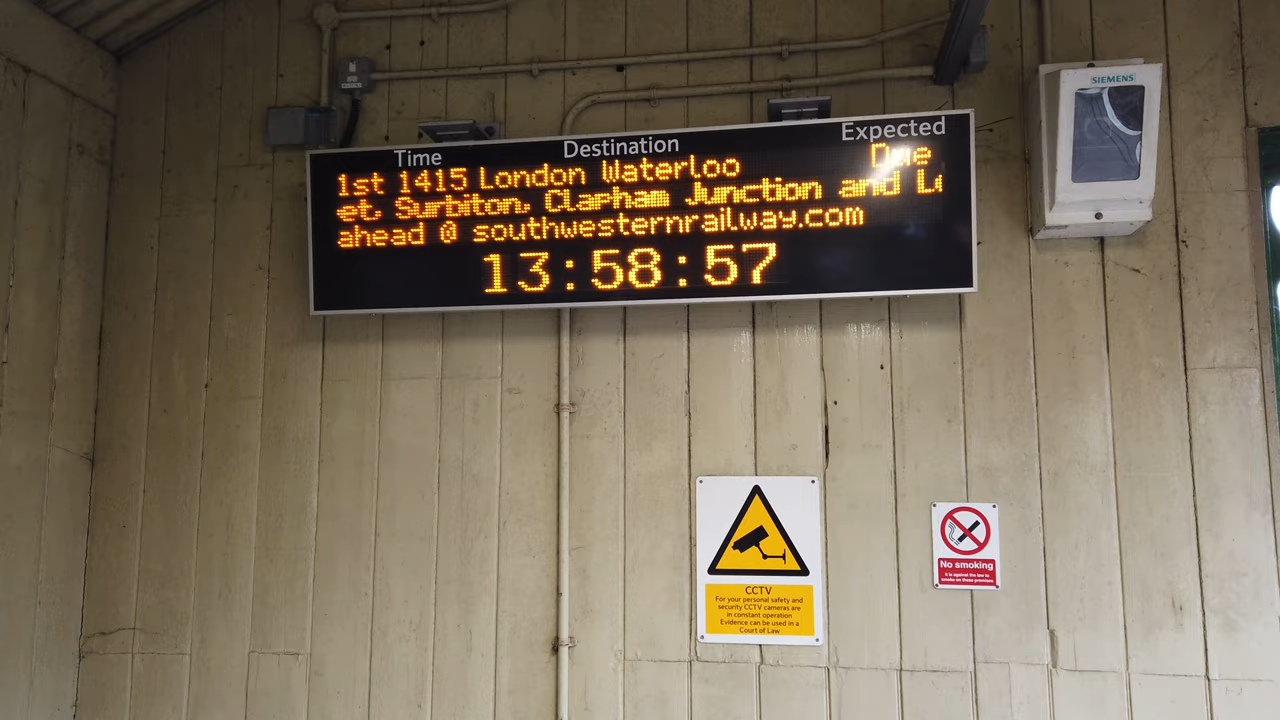 SIEMENS
Time Destination Expected
1st 1415 London Waterloo Due
et, Surbiton, Clapham Junction and Lo
ahead @ southwesternrailway.com
13:58:57
CCTV
For your personal safety and
security CCTV cameras are
in constant operation
Evidence can be used in a
Court of Law
No smoking
It is against the law to
smoke on these premises